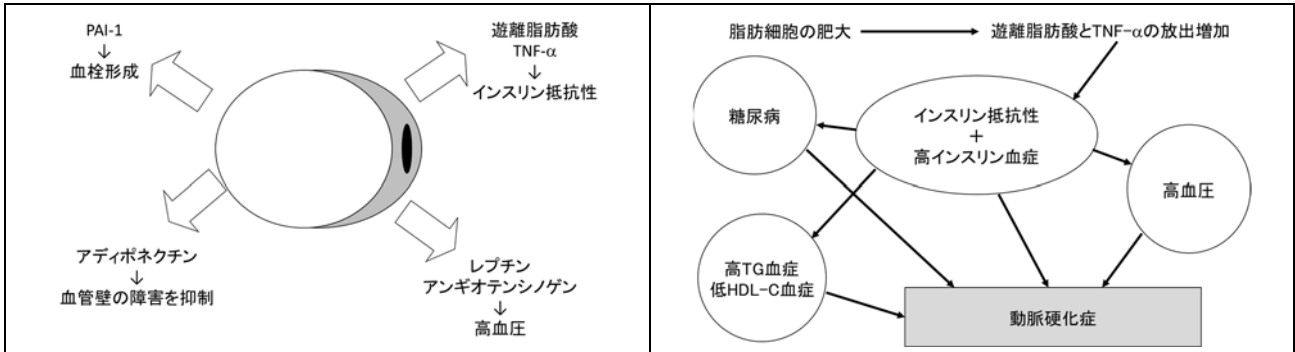 PAI-1
↓
血栓形成
遊離脂肪酸
TNF-α
↓
インスリン抵抗性
アディポネクチン
↓
血管壁の障害を抑制
レプチン
アンギオテンシノゲン
↓
高血圧
脂肪細胞の肥大
遊離脂肪酸とTNF-αの放出増加
糖尿病
インスリン抵抗性
+
高インスリン血症
高血圧
高TG血症
低HDL-C血症
動脈硬化症